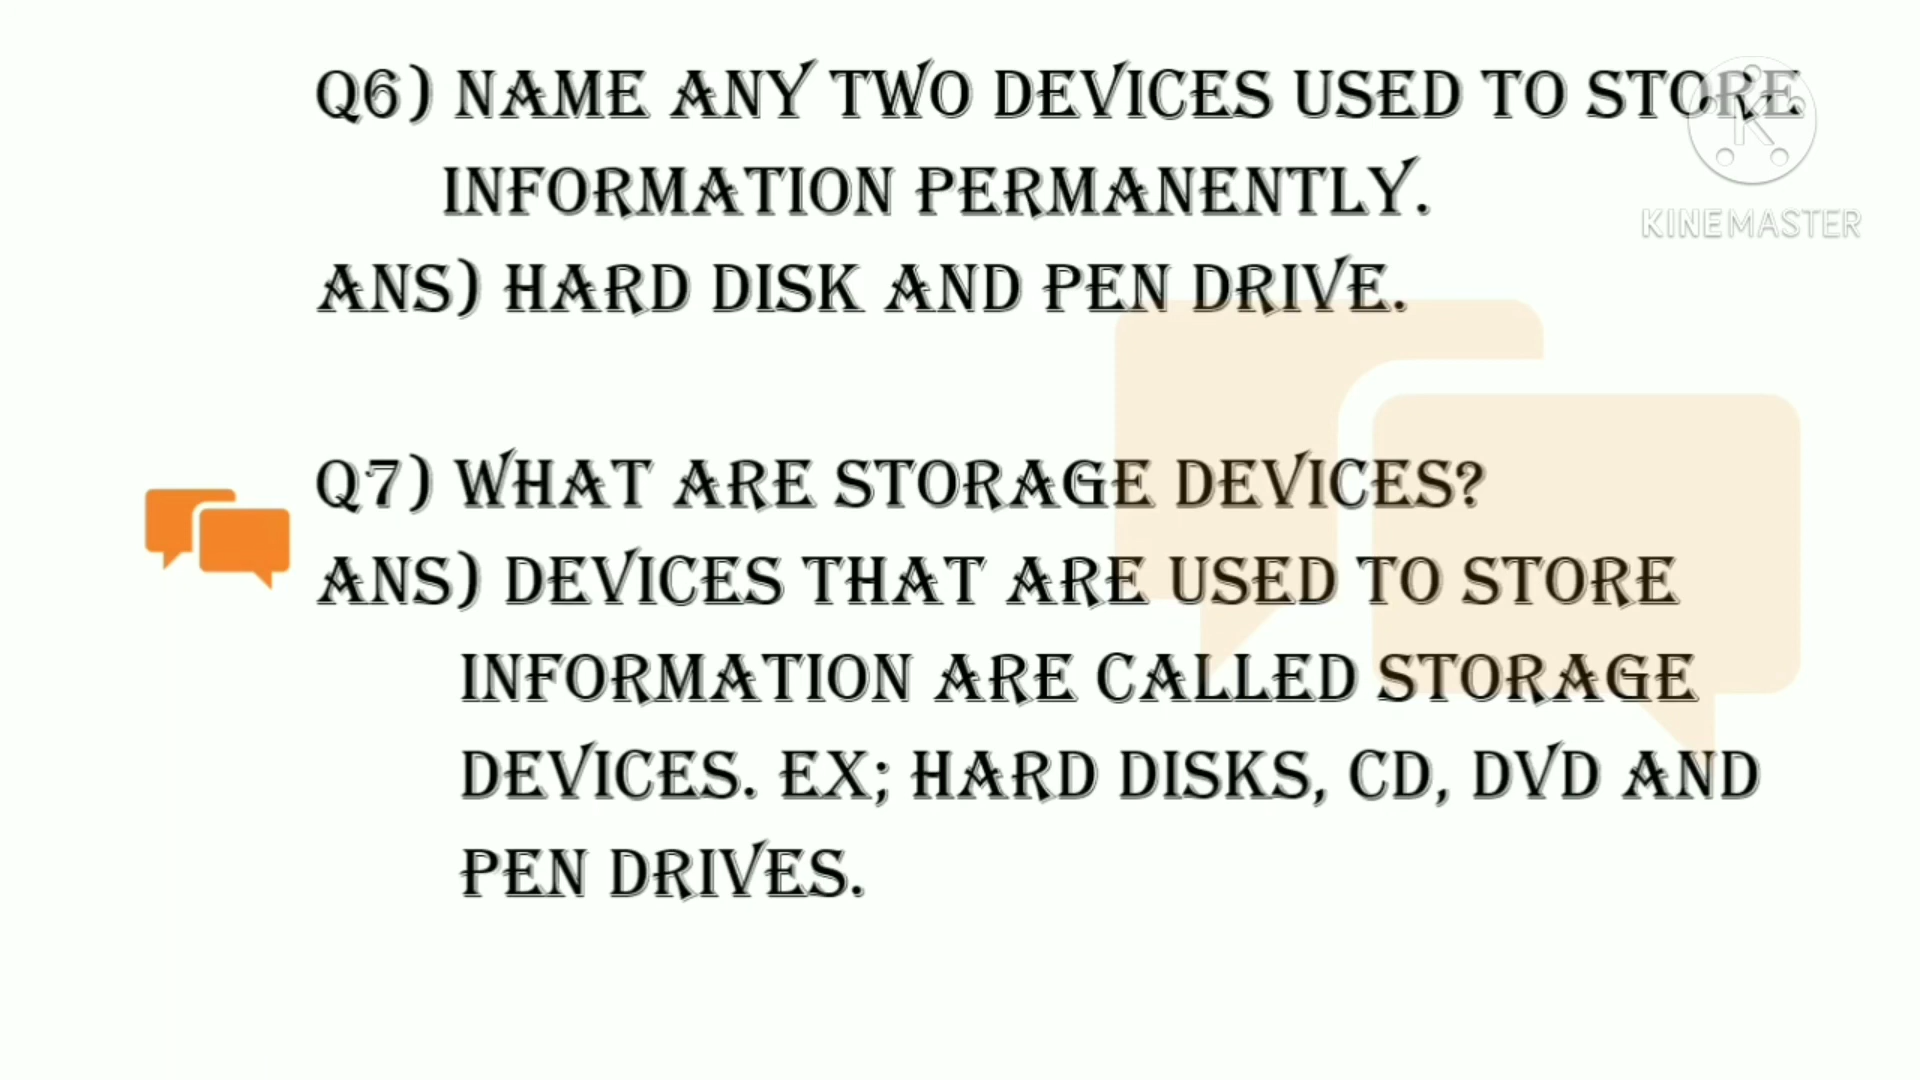 Q6) NAME ANY TWO DEVICES USED TO STORE
INFORMATION PERMANENTLY.
ANS) HARD DISK AND PEN DRIVE.
Q7) WHAT ARE STORAGE DEVICES?
ANS) DEVICES THAT ARE USED TO STORE
INFORMATION ARE CALLED STORAGE
DEVICES. EX; HARD DISKS, CD, DVD AND
PEN DRIVES.
K
KINEMASTER